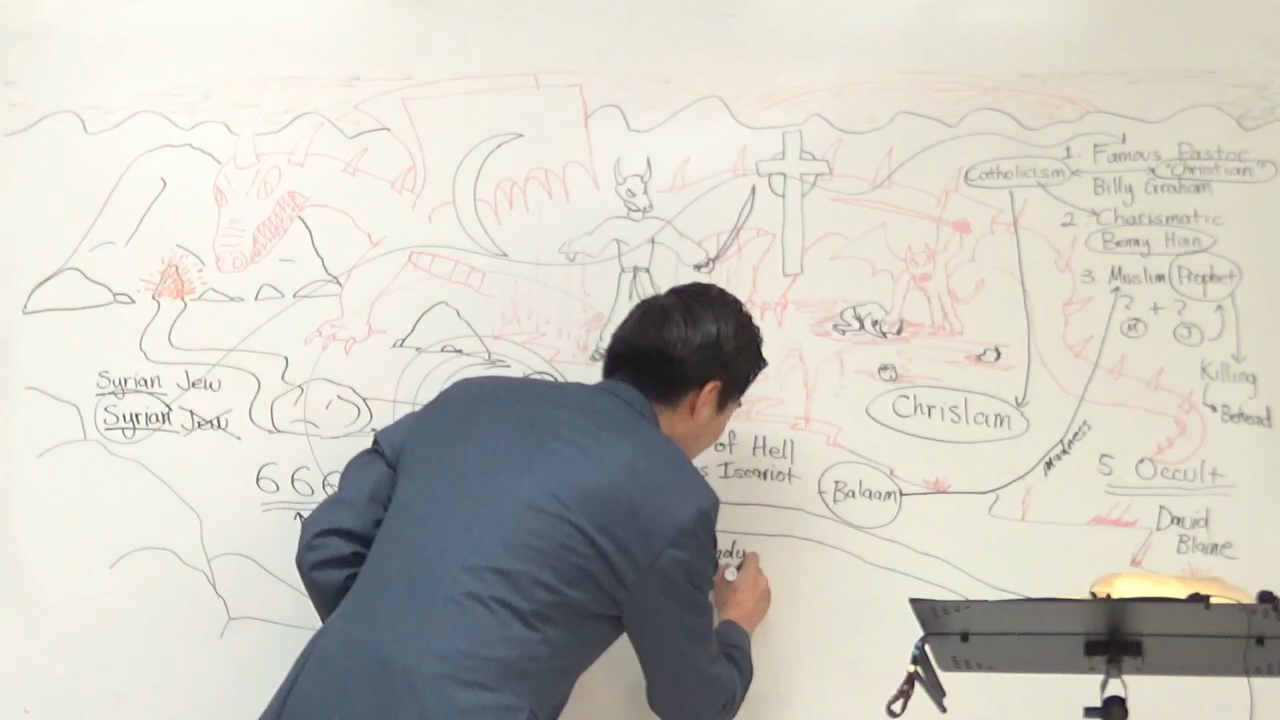 Syrian Jew
Syrian Jew
666
of Hell
Iscariot
Balaam
Chrislam
Madness
Catholicism
1. Famous Pastor
"Christian"
Billy Graham
2. Charismatic
Benny Hinn
3. Muslim Prophet
? + ?
M J
Killing
Behead
5. Occult
David
Blaine